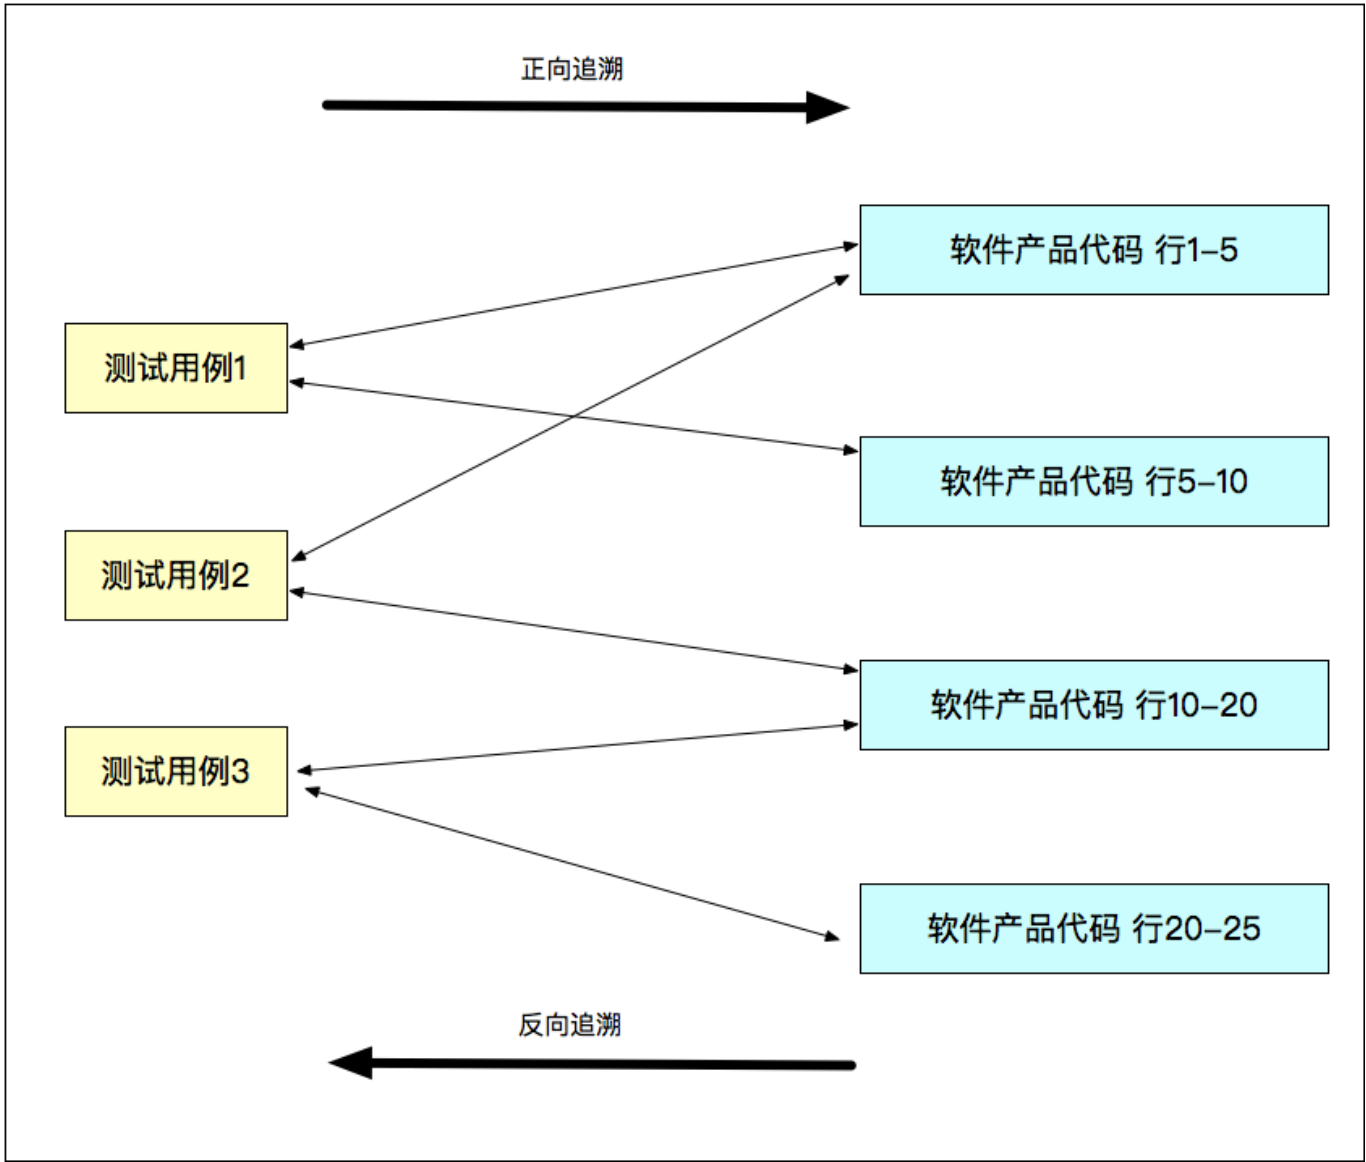 正向追溯
软件产品代码 行1-5
测试用例1
软件产品代码 行5-10
测试用例2
软件产品代码 行10-20
测试用例3
软件产品代码 行20-25
反向追溯